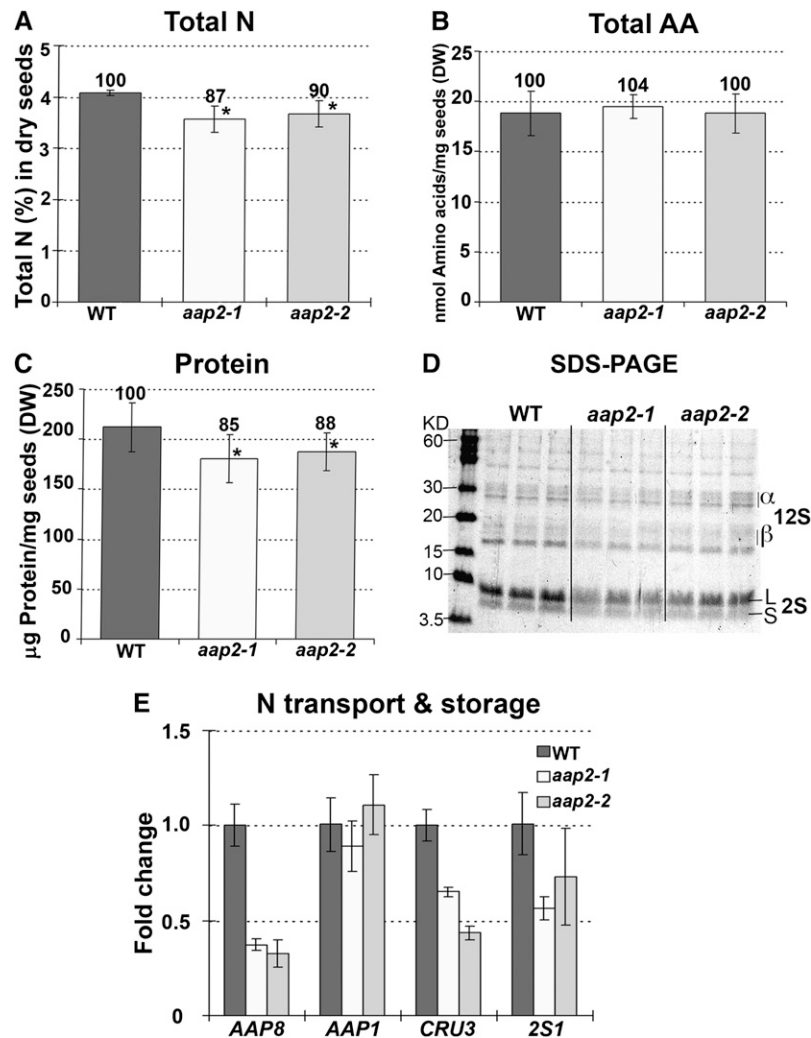 A
Total N
Total N (%) in dry seeds
5
4
3
2
1
0
100
87
*
90
*
WT
aap2-1
aap2-2
B
Total AA
nmol Amino acids/mg seeds (DW)
25
20
15
10
5
0
100
104
100
WT
aap2-1
aap2-2
C
Protein
µg Protein/mg seeds (DW)
250
200
150
100
50
0
100
85
*
88
*
WT
aap2-1
aap2-2
D
SDS-PAGE
WT
aap2-1
aap2-2
KD
60
30
20
15
10
3.5
α
12S
β
L
2S
S
E
N transport & storage
Fold change
1.5
1.0
0.5
0
WT
aap2-1
aap2-2
AAP8
AAP1
CRU3
2S1